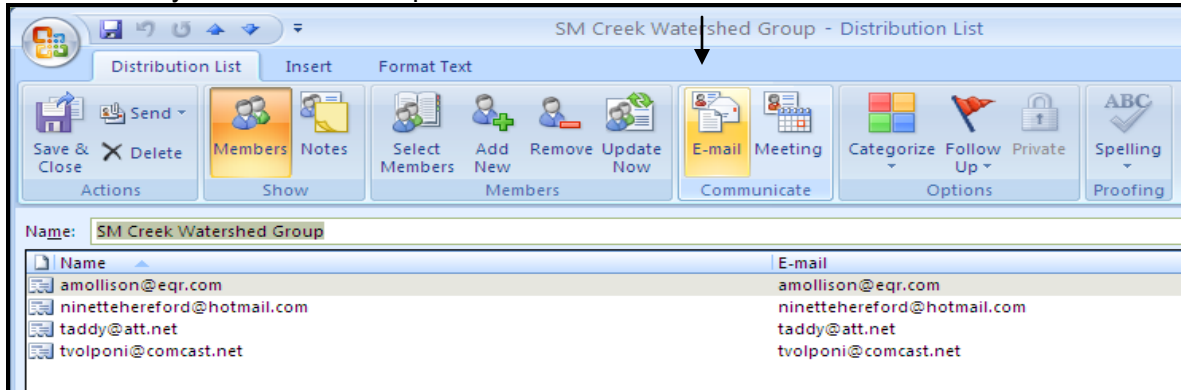 SM Creek Watershed Group - Distribution List
Distribution List Insert Format Text
Save & Close Send Delete Members Notes Select Members Add New Remove Update Now E-mail Meeting Categorize Follow Up Private ABC Spelling
Actions Show Members Communicate Options Proofing
Name: SM Creek Watershed Group
Name E-mail
amollison@eqr.com amollison@eqr.com
ninettehereford@hotmail.com ninettehereford@hotmail.com
taddy@att.net taddy@att.net
tvolponi@comcast.net tvolponi@comcast.net